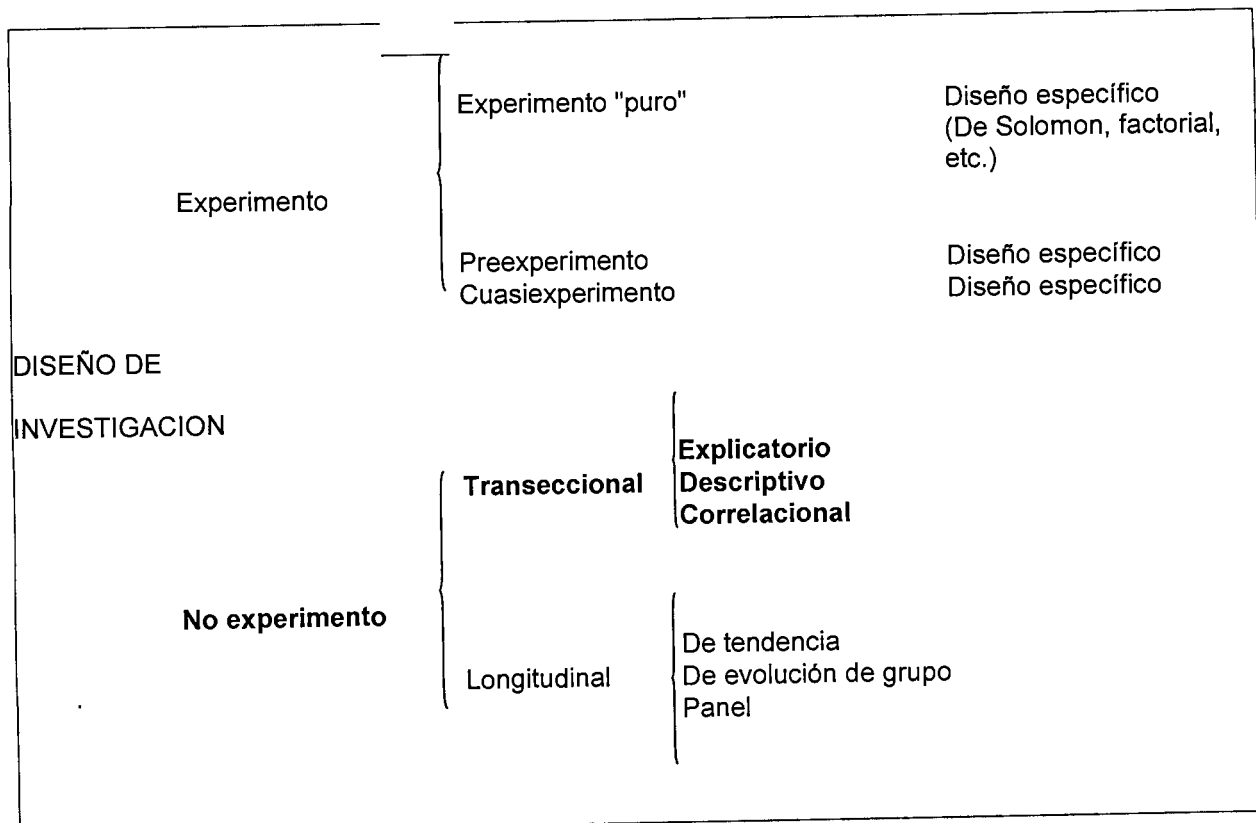 Experimento "puro"
Diseño específico
(De Solomon, factorial,
etc.)
Experimento
Preexperimento
Diseño específico
Cuasiexperimento
Diseño específico
DISEÑO DE
INVESTIGACION
Explicatorio
Transeccional
Descriptivo
Correlacional
No experimento
De tendencia
Longitudinal
De evolución de grupo
Panel